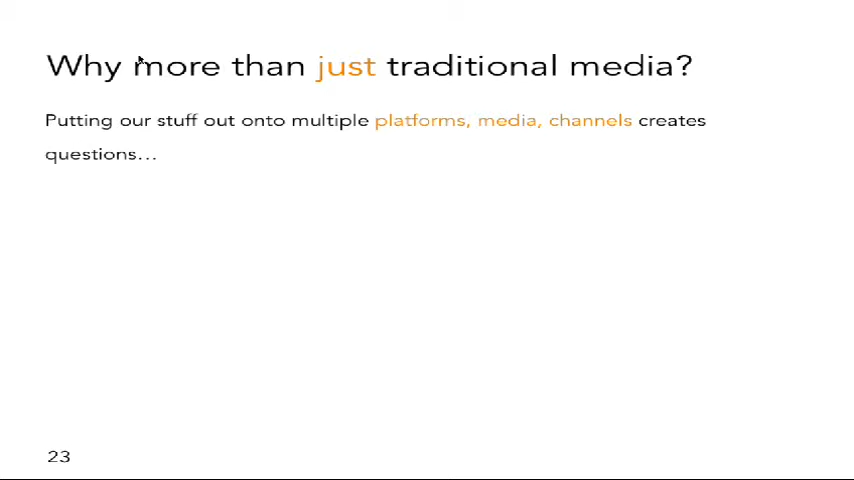 Why more than just traditional media?
Putting our stuff out onto multiple platforms, media, channels creates
questions...
23